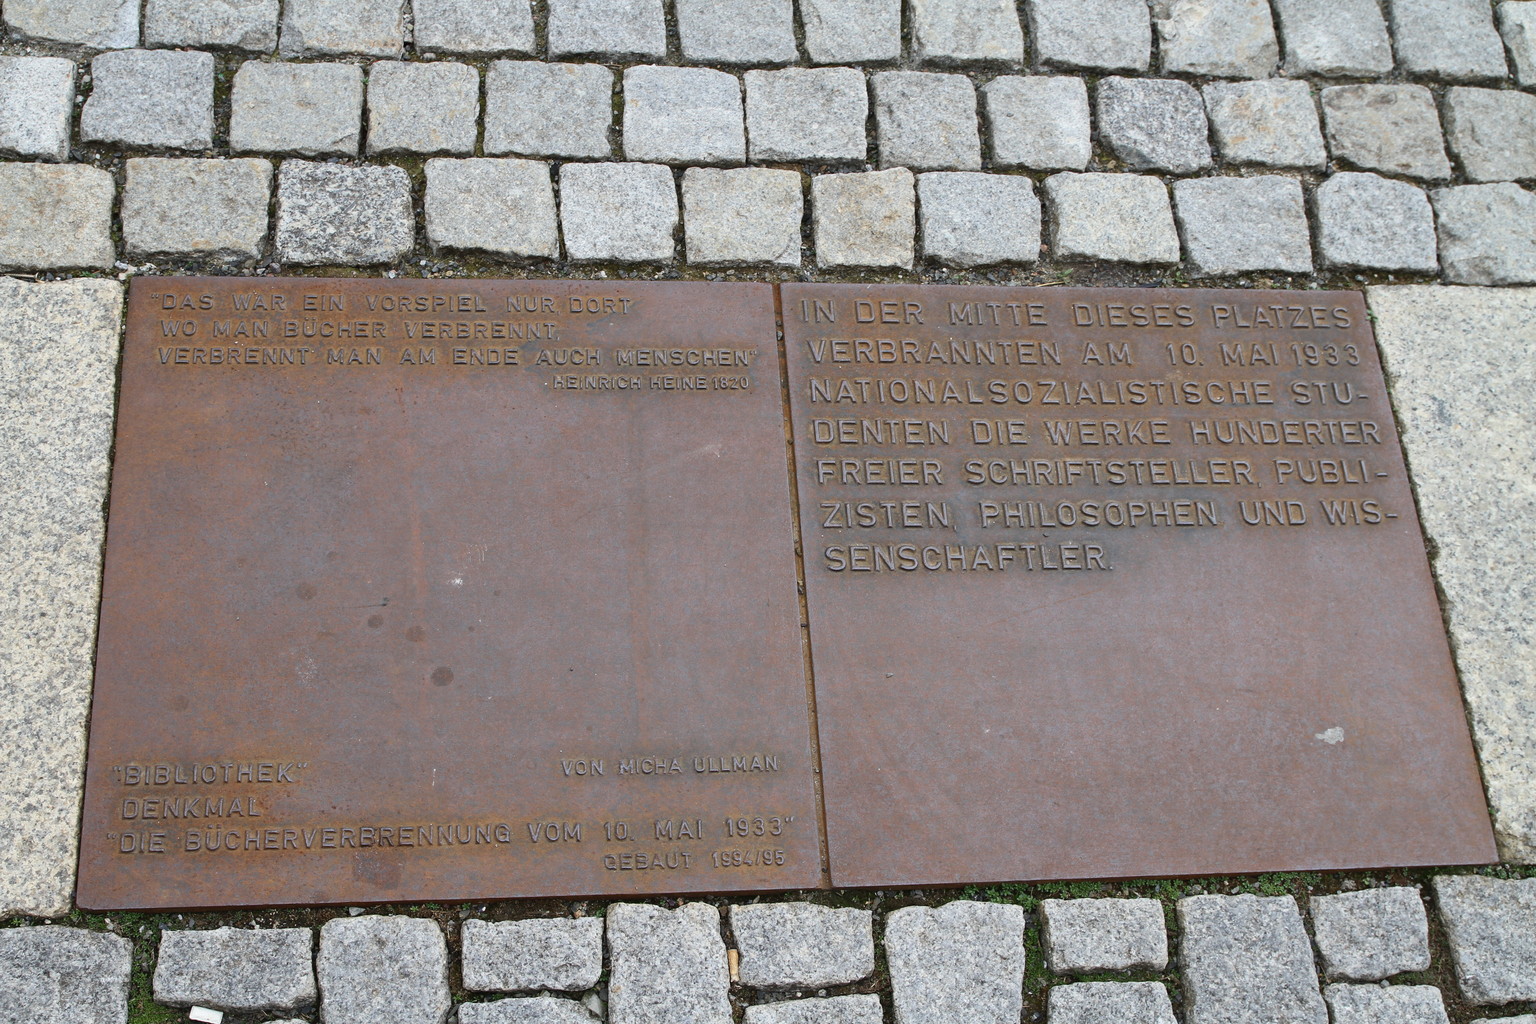 "DAS WAR EIN VORSPIEL NUR, DORT
WO MAN BÜCHER VERBRENNT,
VERBRENNT MAN AM ENDE AUCH MENSCHEN"
HEINRICH HEINE 1820
"BIBLIOTHEK"
VON MICHA ULLMAN
DENKMAL
"DIE BÜCHERVERBRENNUNG VOM 10. MAI 1933"
GEBAUT 1994/95
IN DER MITTE DIESES PLATZES
VERBRANNTEN AM 10. MAI 1933
NATIONALSOZIALISTISCHE STU-
DENTEN DIE WERKE HUNDERTER
FREIER SCHRIFTSTELLER, PUBLI-
ZISTEN, PHILOSOPHEN UND WIS-
SENSCHAFTLER.